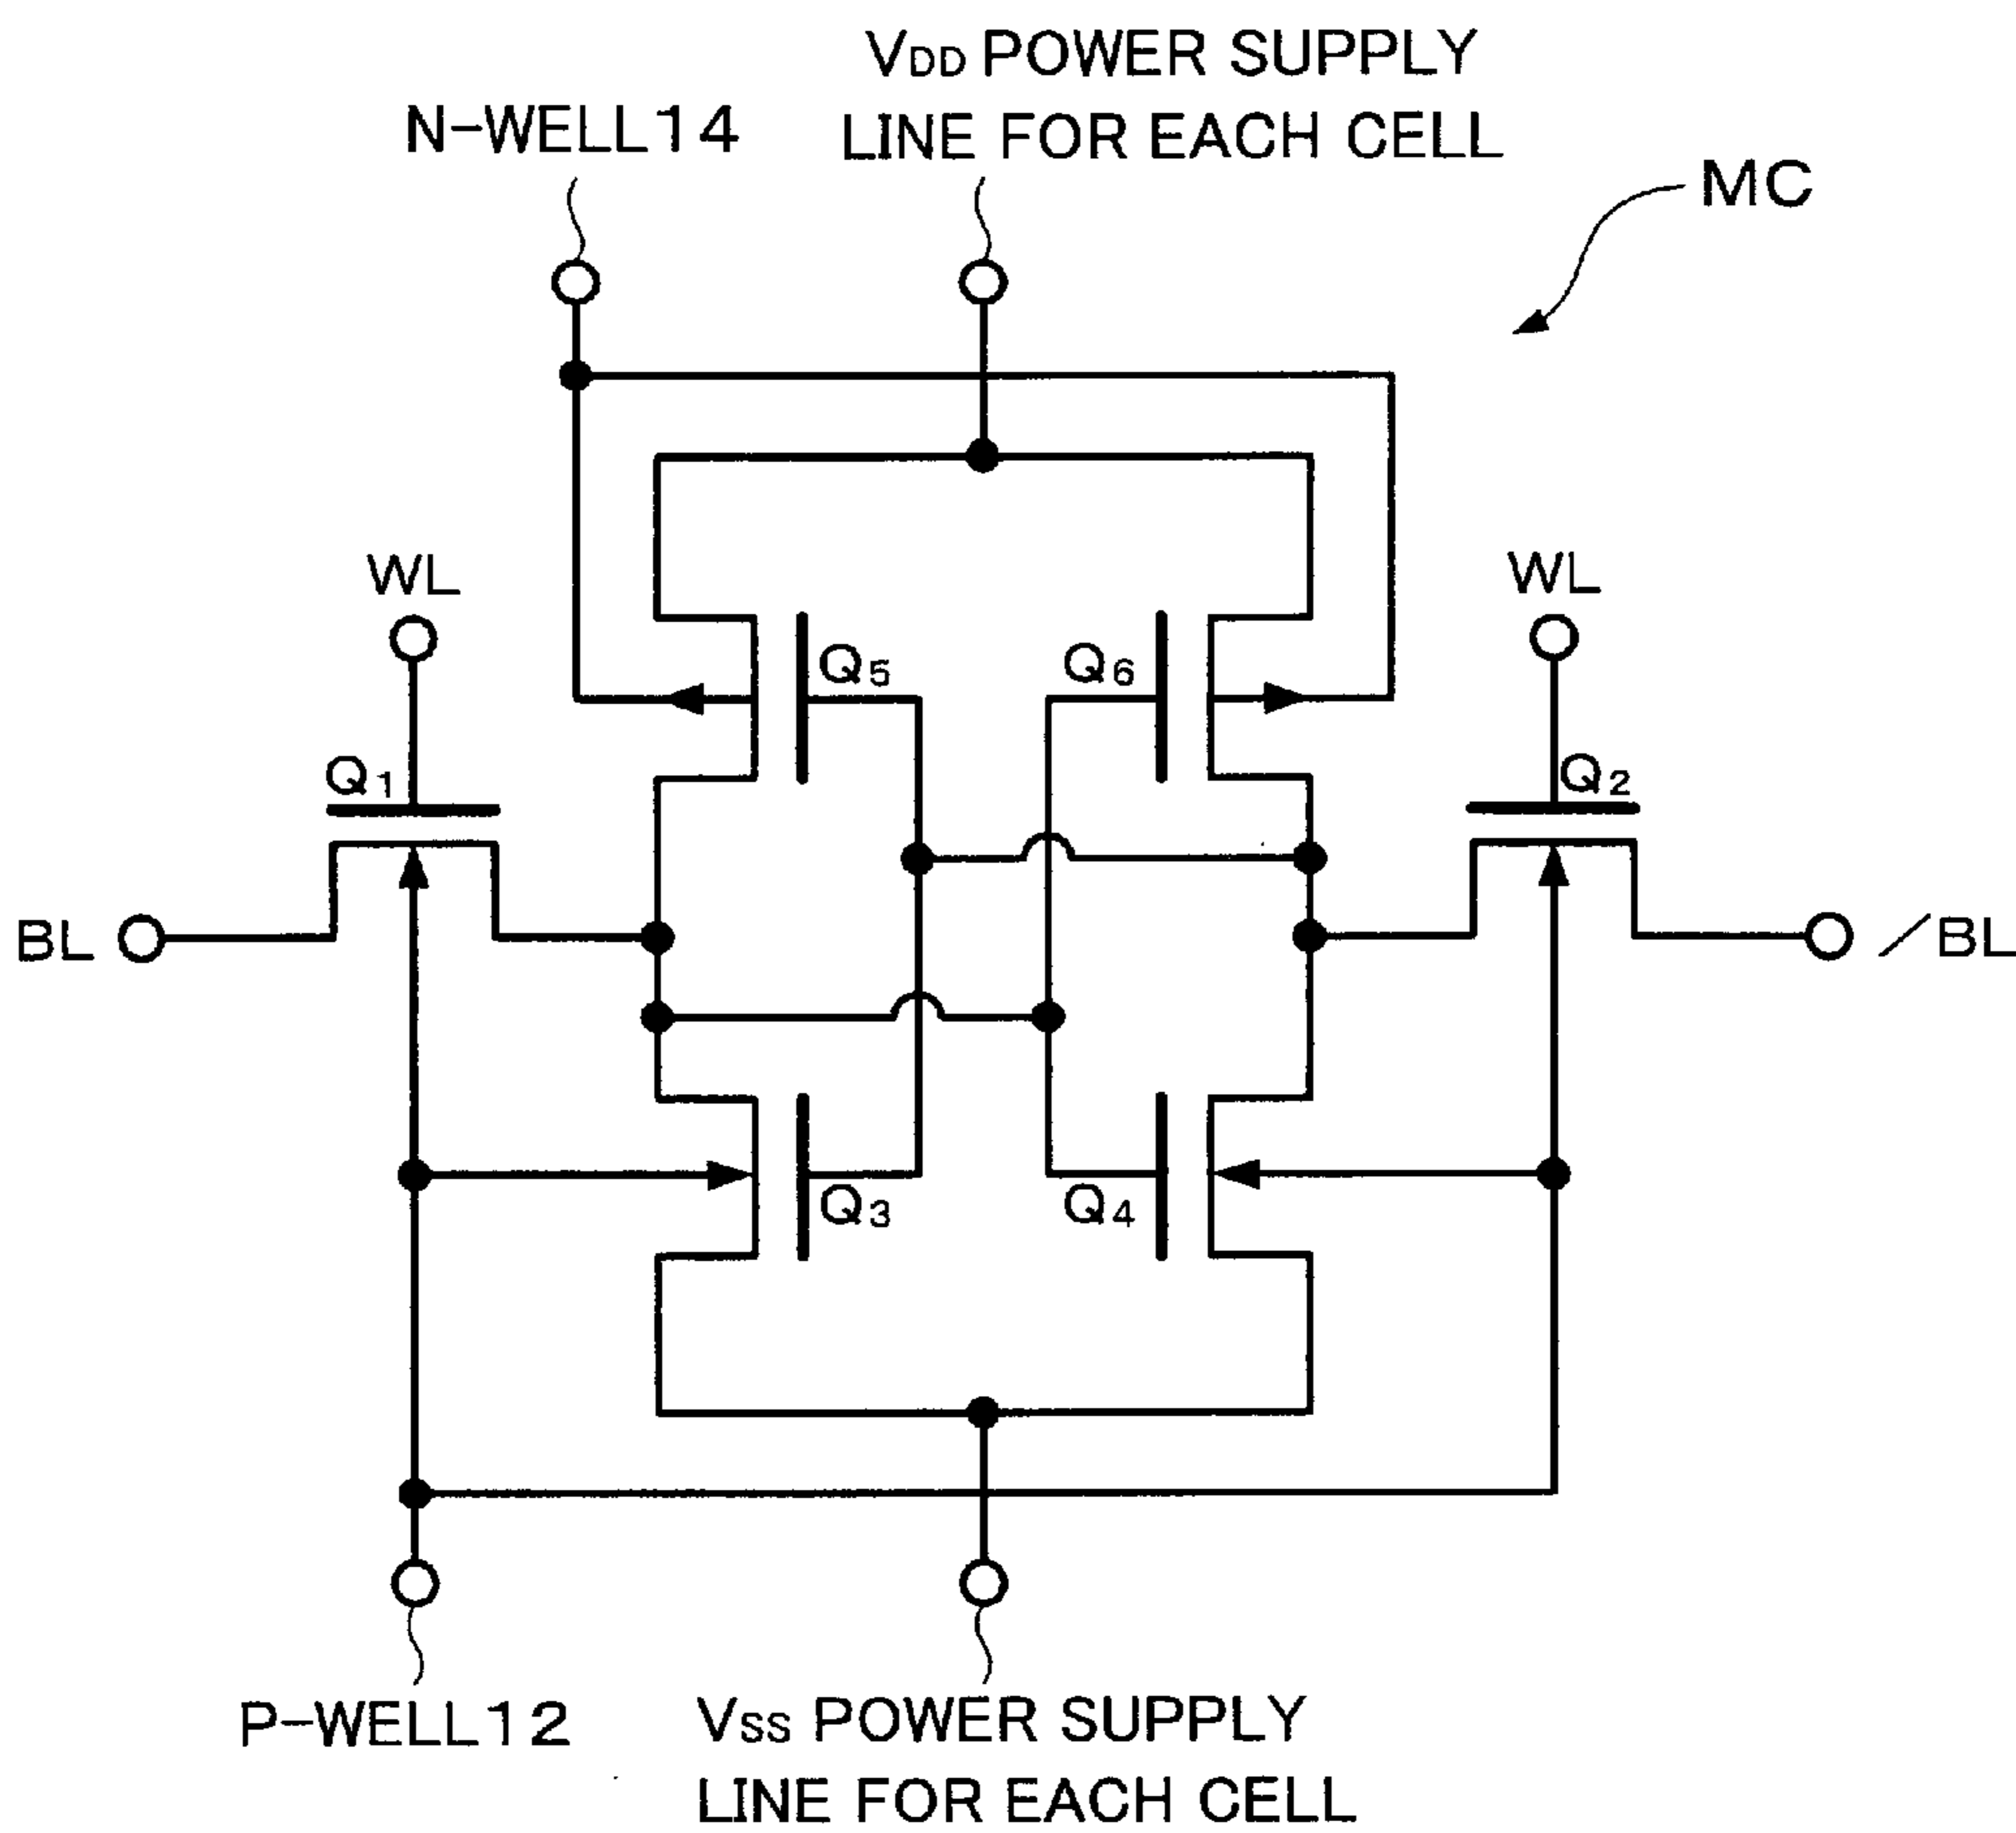 VDD POWER SUPPLY
LINE FOR EACH CELL
N-WELL14
MC
WL
WL
Q5
Q6
Q1
Q2
BL
/BL
Q3
Q4
P-WELL12
VSS POWER SUPPLY
LINE FOR EACH CELL